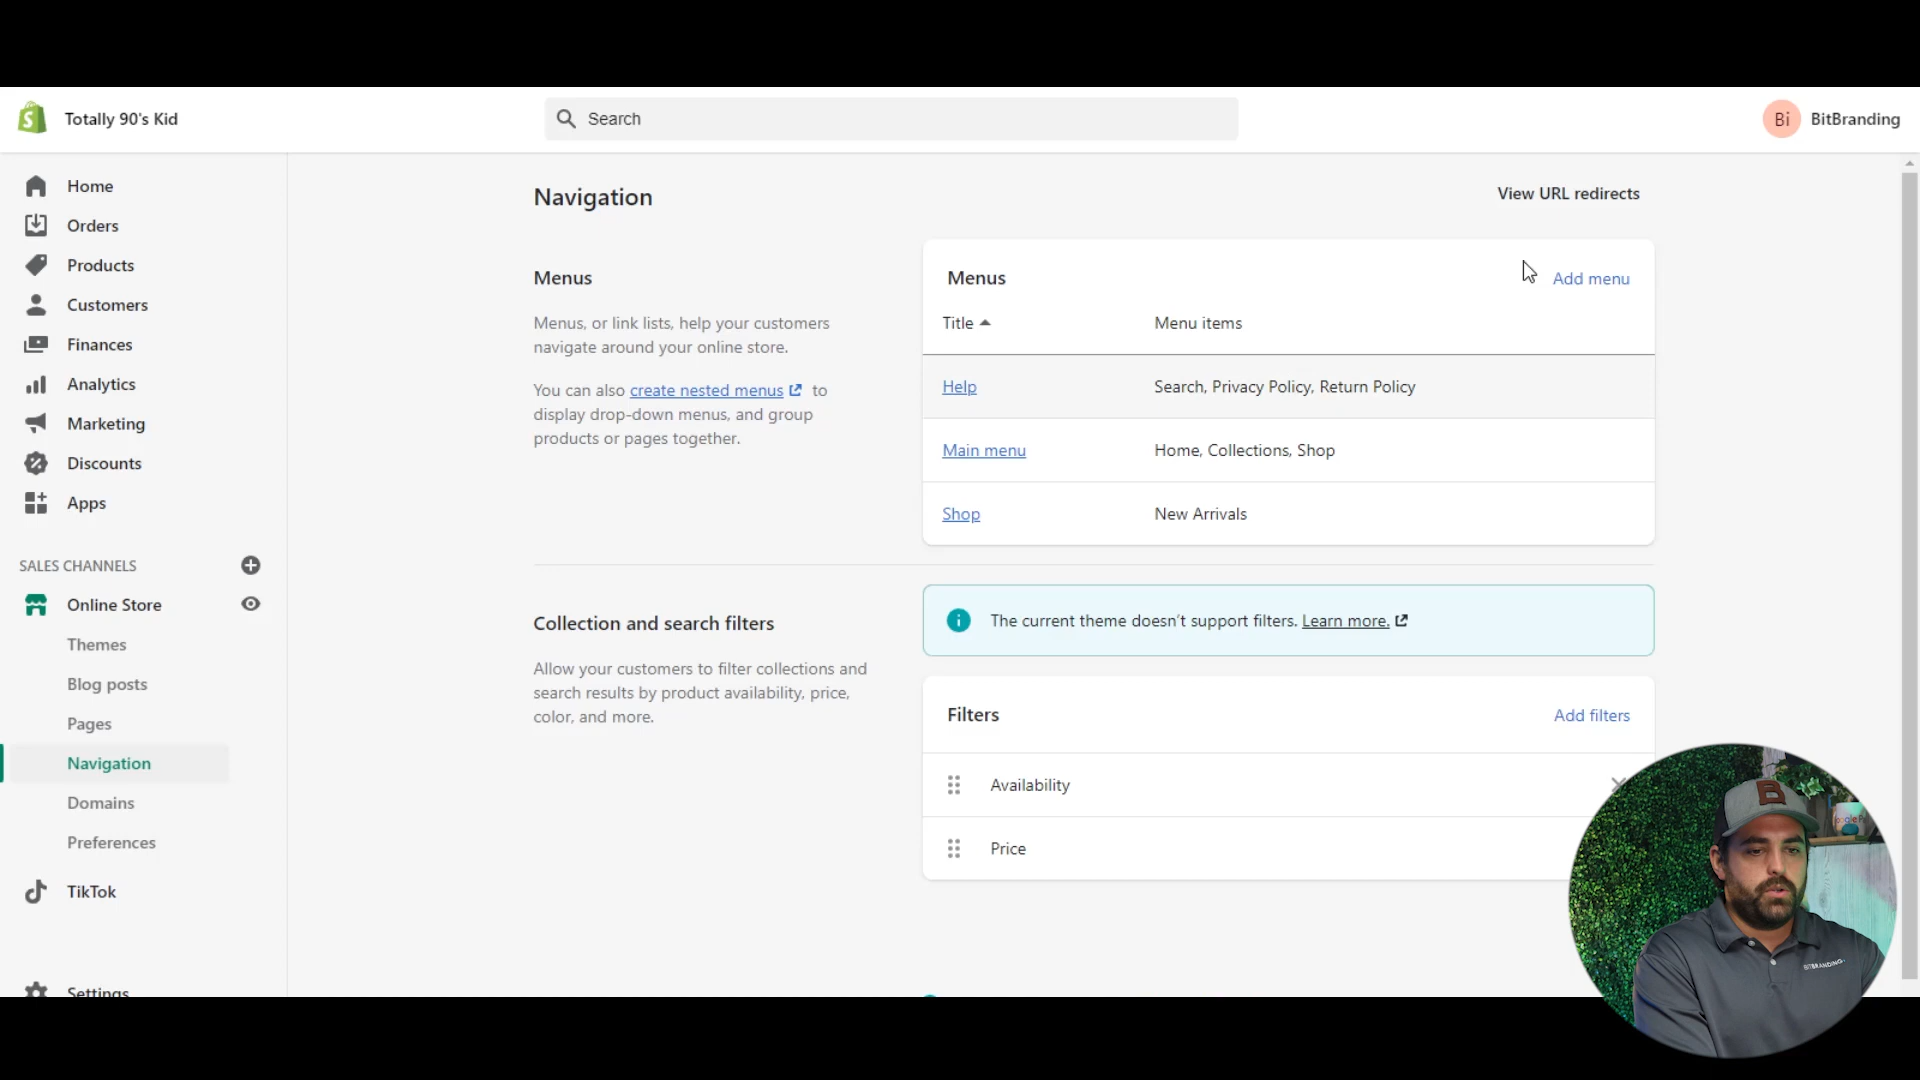 Totally 90's Kid
Search
Bi BitBranding
Home
Orders
Products
Customers
Finances
Analytics
Marketing
Discounts
Apps
SALES CHANNELS
Online Store
Themes
Blog posts
Pages
Navigation
Domains
Preferences
TikTok
Settings
Navigation
View URL redirects
Menus
Menus, or link lists, help your customers
navigate around your online store.
You can also create nested menus to
display drop-down menus, and group
products or pages together.
Menus
Add menu
Title Menu items
Help Search, Privacy Policy, Return Policy
Main menu Home, Collections, Shop
Shop New Arrivals
Collection and search filters
Allow your customers to filter collections and
search results by product availability, price,
color, and more.
The current theme doesn't support filters. Learn more.
Filters
Add filters
Availability
Price
B
BITBRANDING